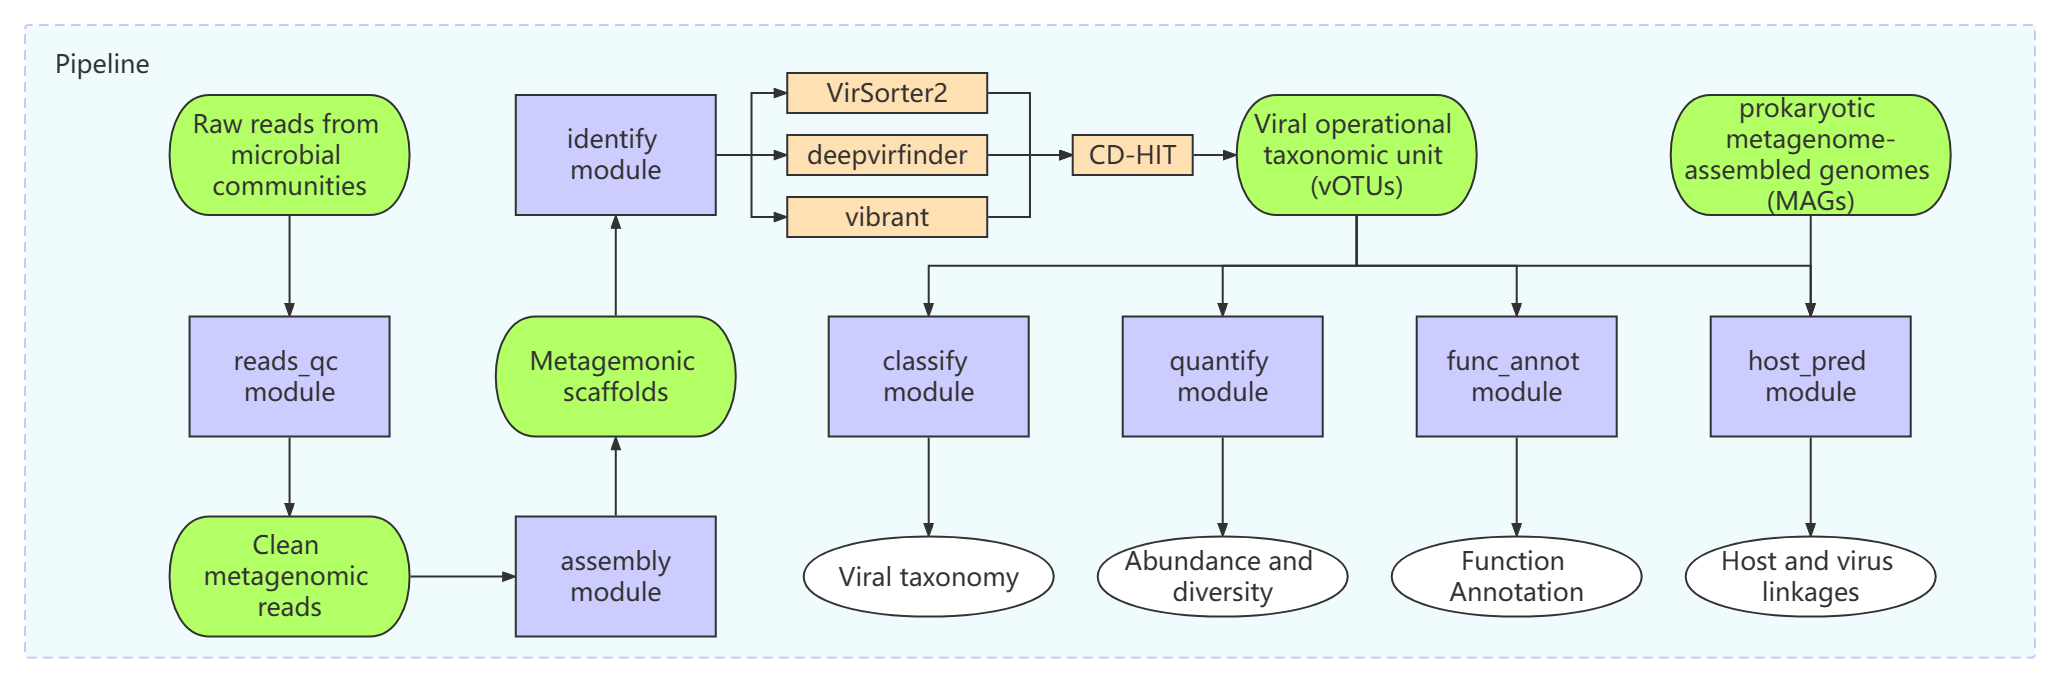 Pipeline
Raw reads from
microbial
communities
reads_qc
module
Clean
metagenomic
reads
assembly
module
Metagemonic
scaffolds
identify
module
VirSorter2
deepvirfinder
vibrant
CD-HIT
Viral operational
taxonomic unit
(vOTUs)
prokaryotic
metagenome-
assembled genomes
(MAGs)
classify
module
quantify
module
func_annot
module
host_pred
module
Viral taxonomy
Abundance and
diversity
Function
Annotation
Host and virus
linkages